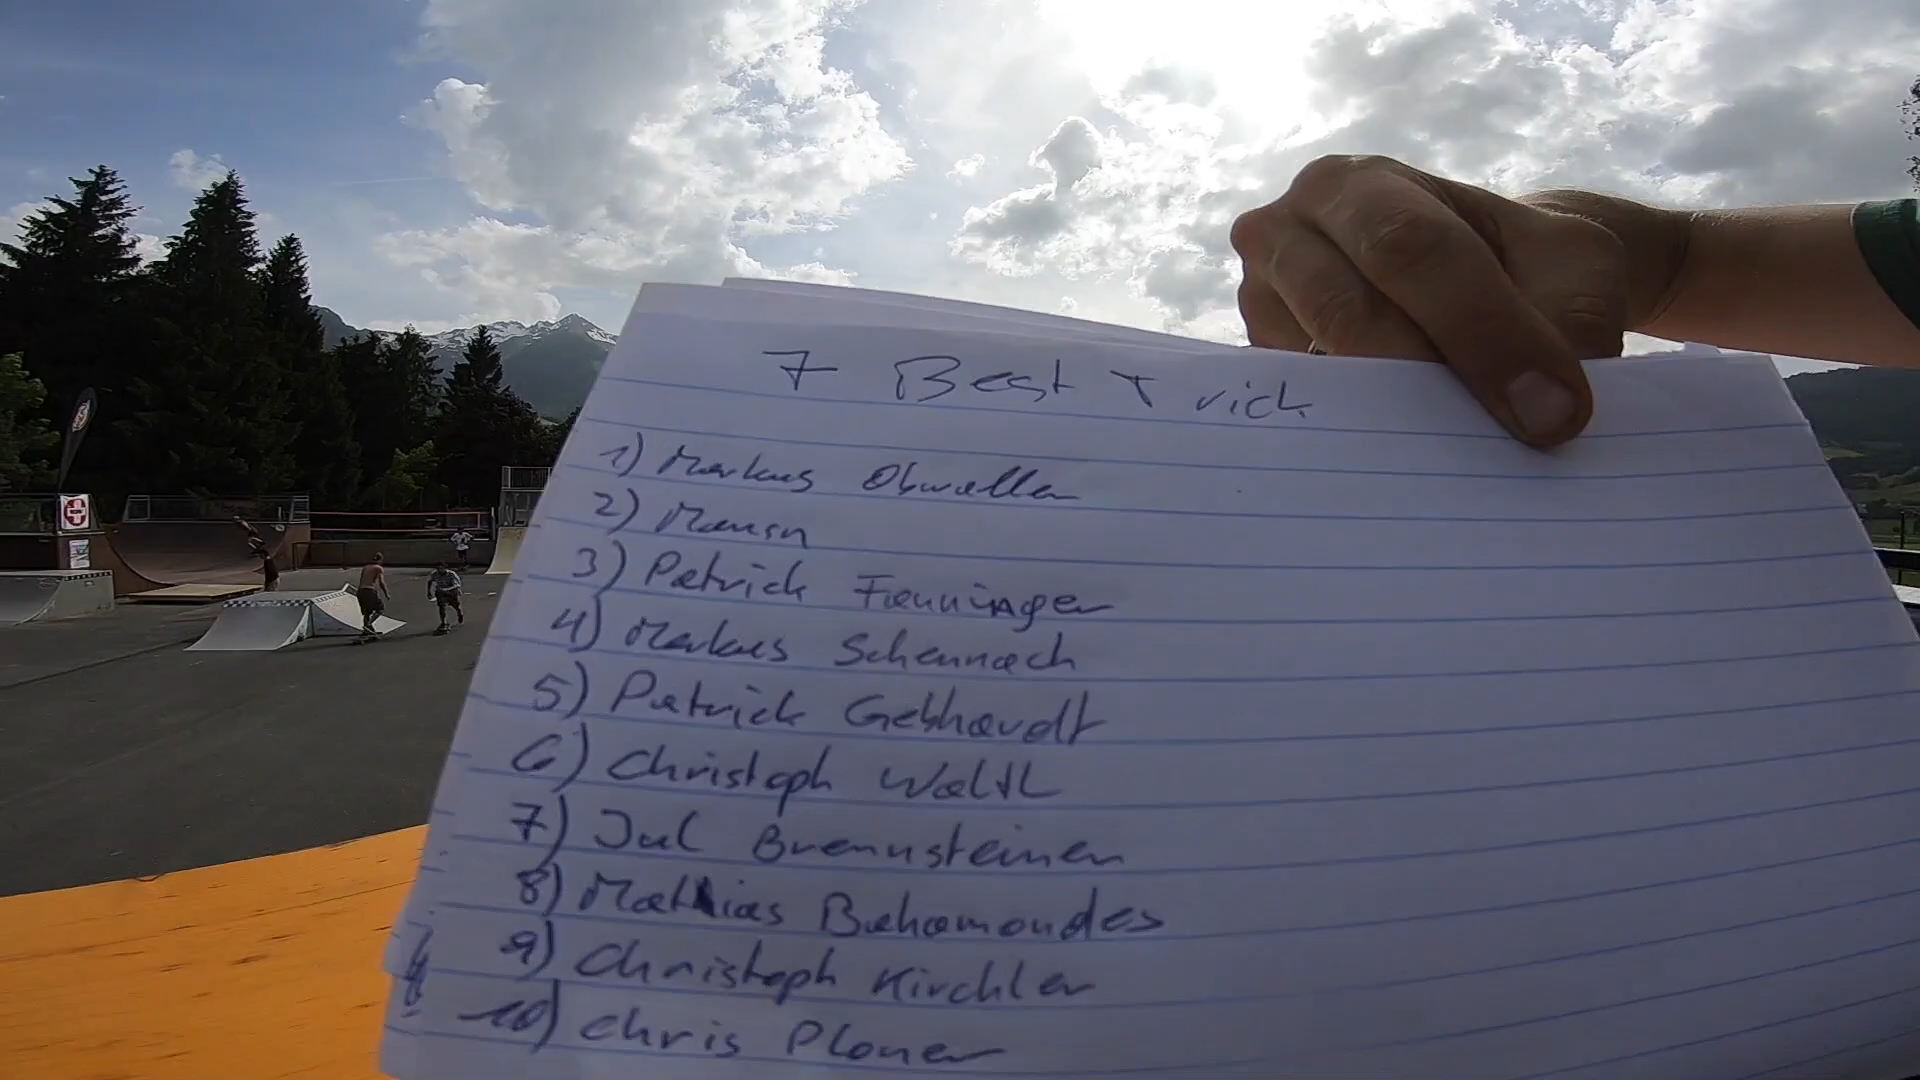 7 Best Trick
1) Markus Obwaller
2) Mansn
3) Patrick Fanninger
4) Markus Schennach
5) Patrick Gebhardt
6) Christoph Waltl
7) Jul Brennsteiner
8) Mathias Bahamondes
9) Christoph Kirchler
10) Chris Ploner